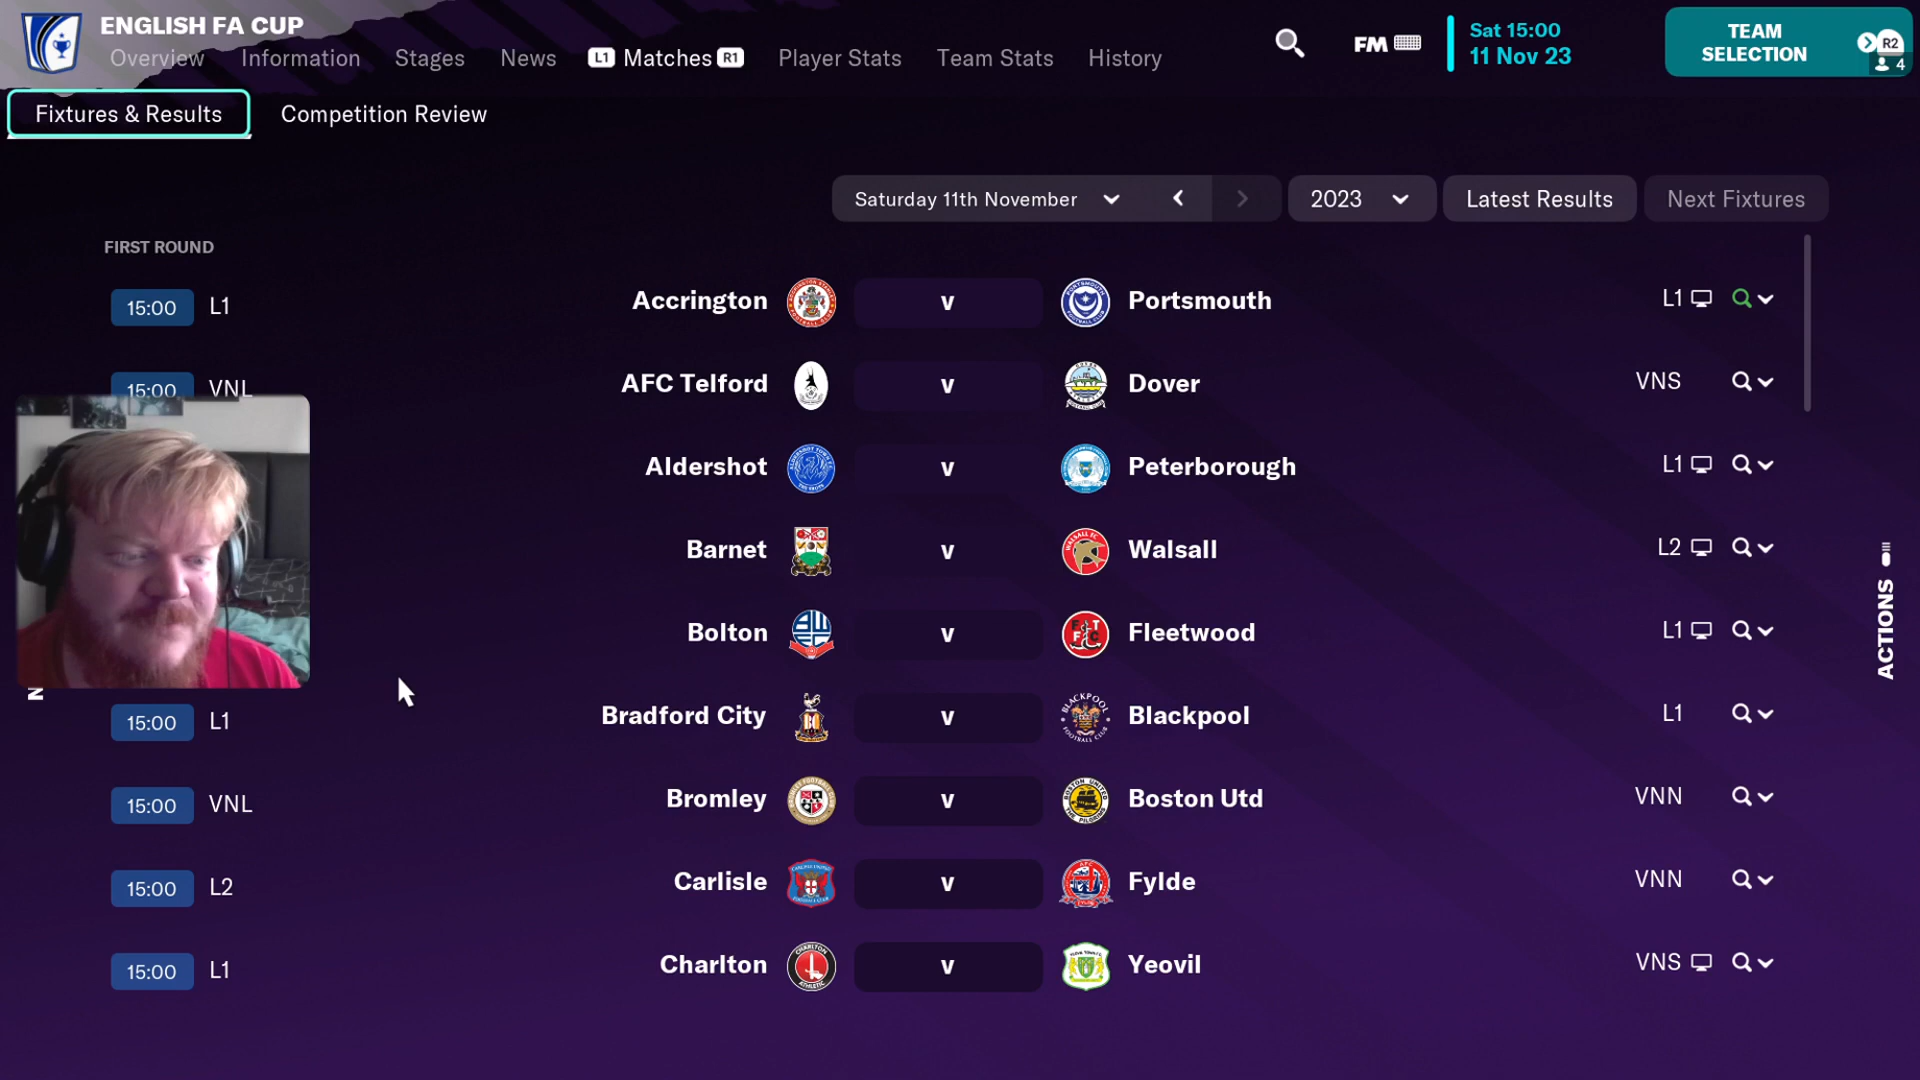 ENGLISH FA CUP
Overview Information Stages News L1 Matches R1 Player Stats Team Stats History
FM
Sat 15:00
11 Nov 23
TEAM
SELECTION
R2
4
Fixtures & Results Competition Review
Saturday 11th November 2023 Latest Results Next Fixtures
FIRST ROUND
15:00 L1 Accrington v Portsmouth L1
15:00 VNL AFC Telford v Dover VNS
Aldershot v Peterborough L1
Barnet v Walsall L2
Bolton v Fleetwood L1
15:00 L1 Bradford City v Blackpool L1
15:00 VNL Bromley v Boston Utd VNN
15:00 L2 Carlisle v Fylde VNN
15:00 L1 Charlton v Yeovil VNS
ACTIONS
N